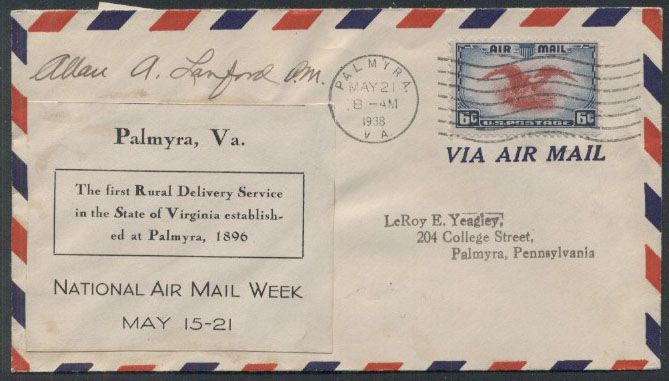 Allan A. Lanford P.M.
PALMYRA
MAY 21
8 - AM
1938
VA
AIR MAIL
6¢ U.S. POSTAGE 6¢
VIA AIR MAIL
Palmyra, Va.
The first Rural Delivery Service
in the State of Virginia establish-
ed at Palmyra, 1896
NATIONAL AIR MAIL WEEK
MAY 15-21
LeRoy E. Yeagley,
204 College Street,
Palmyra, Pennsylvania